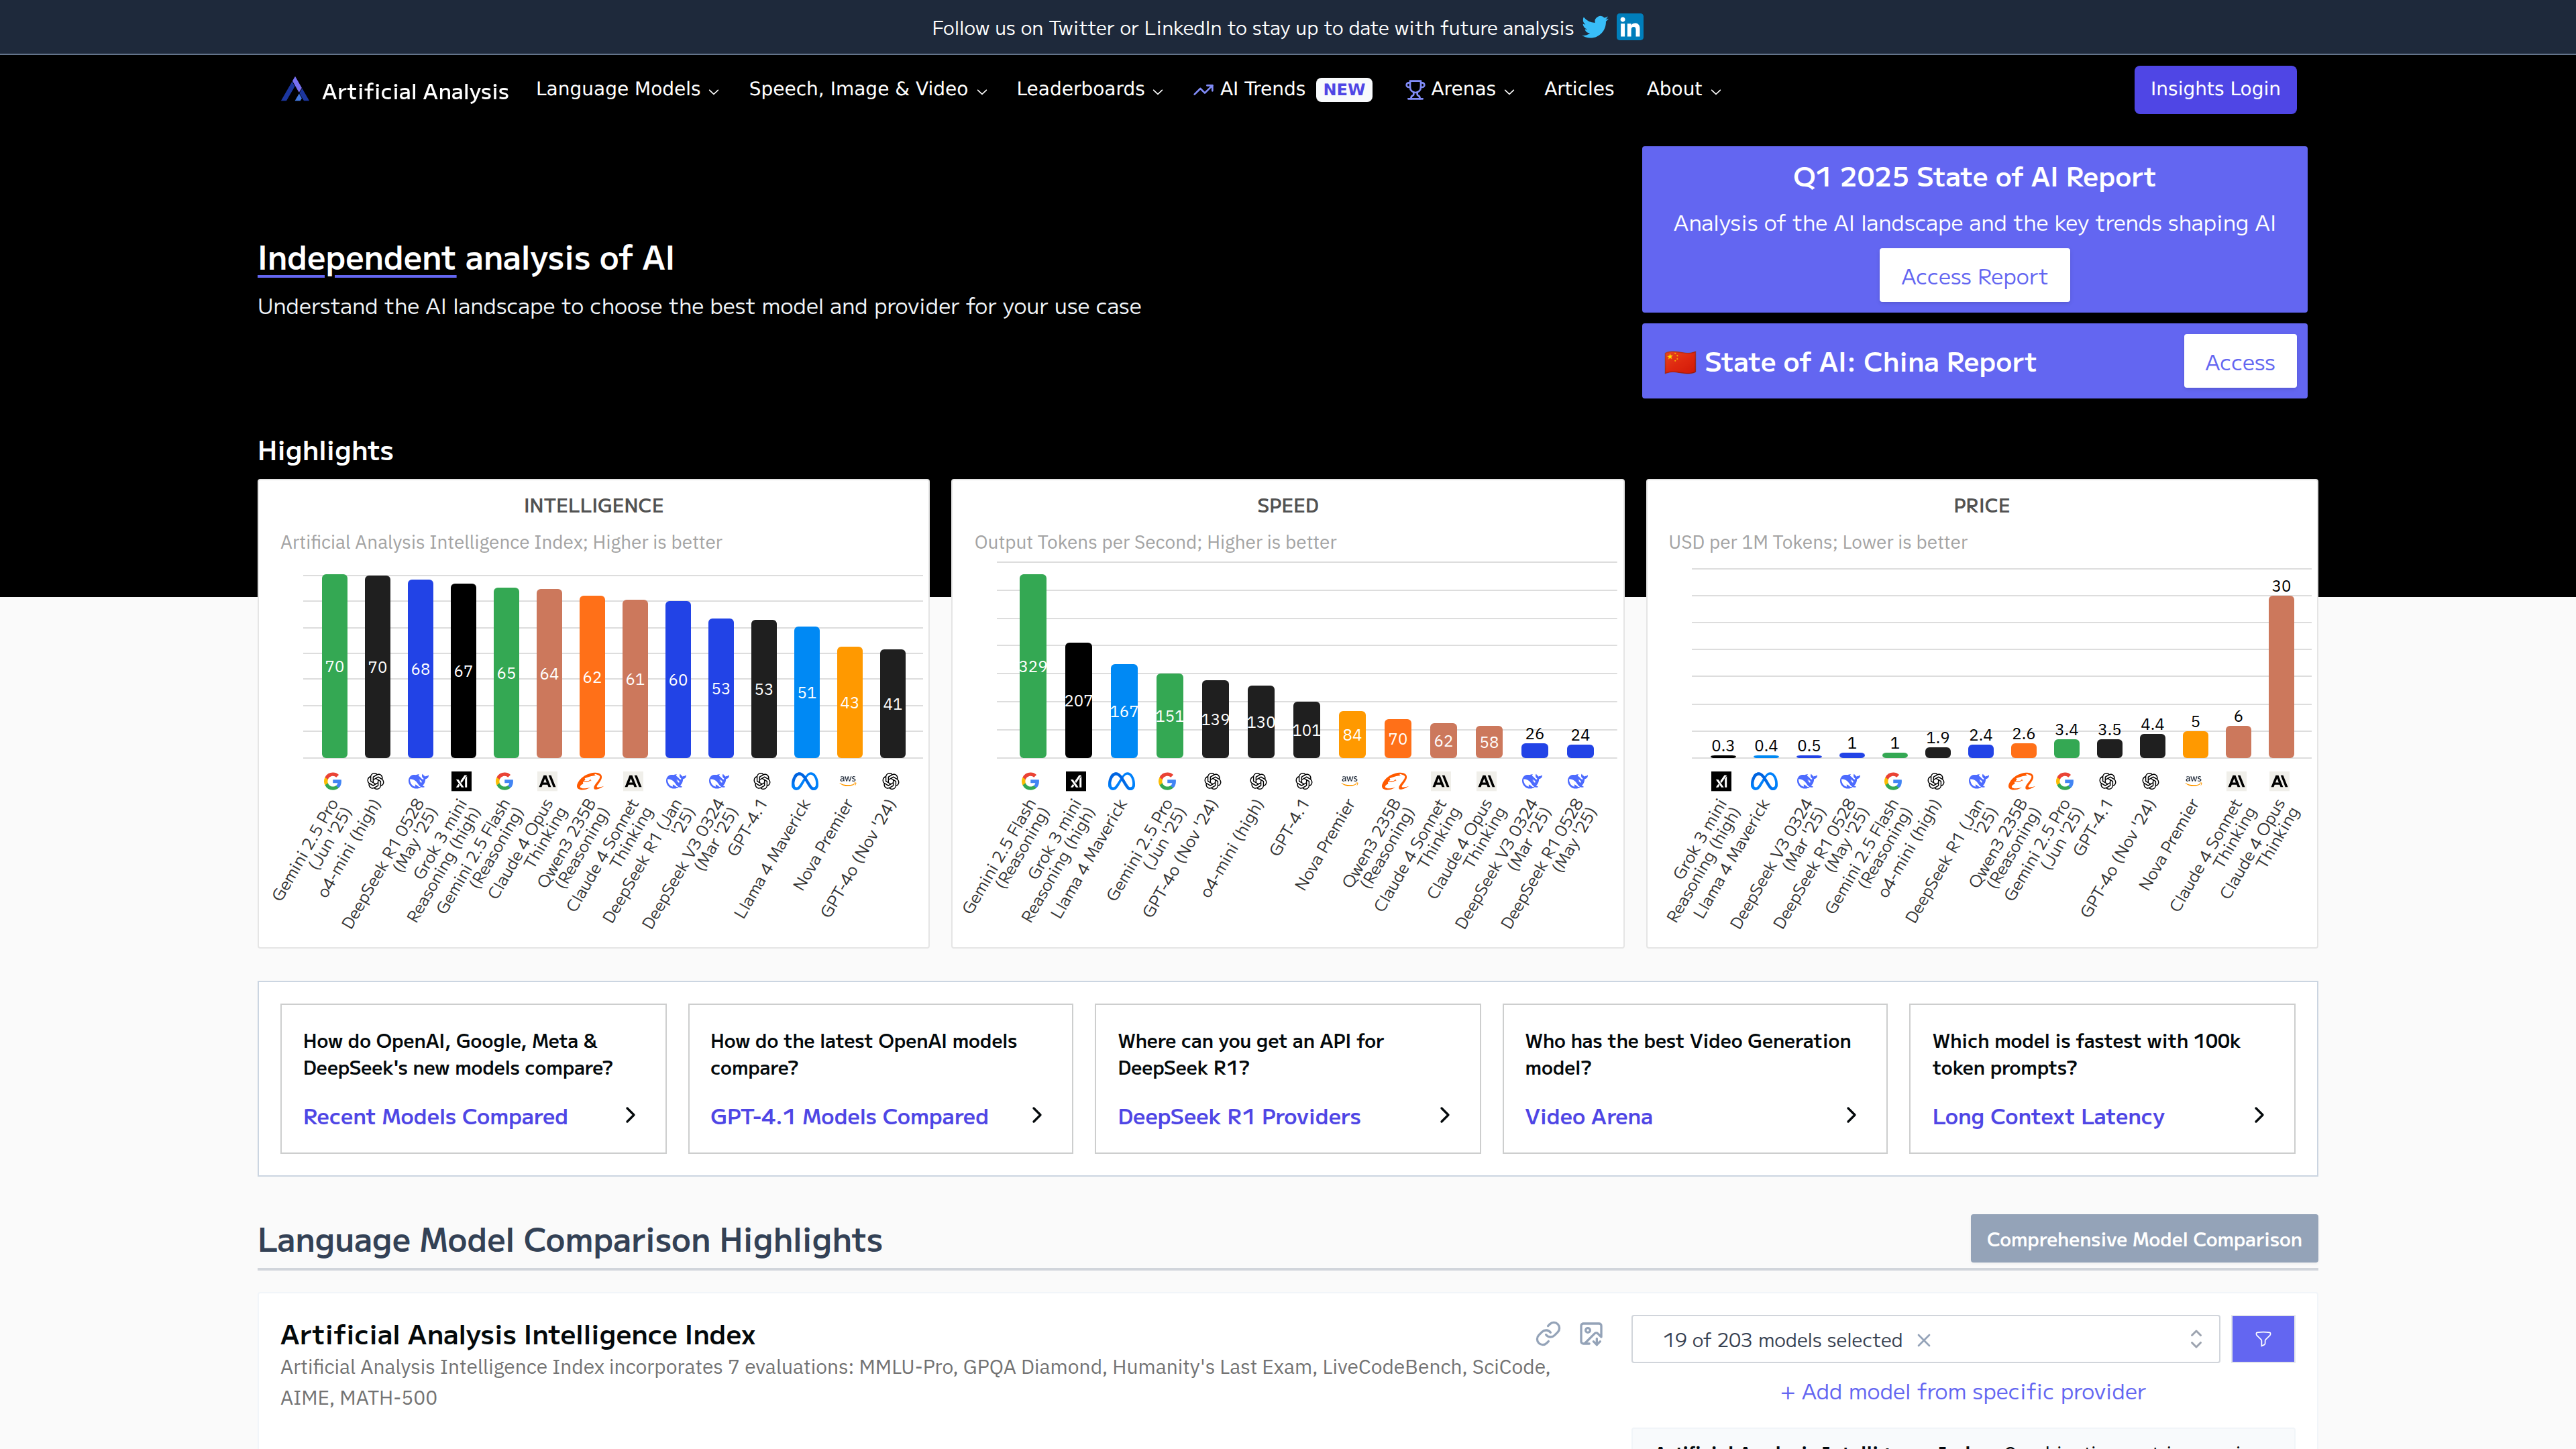 Follow us on Twitter or LinkedIn to stay up to date with future analysis
Artificial Analysis
Language Models
Speech, Image & Video
Leaderboards
AI Trends
NEW
Arenas
Articles
About
Insights Login
Independent analysis of AI
Understand the AI landscape to choose the best model and provider for your use case
Q1 2025 State of AI Report
Analysis of the AI landscape and the key trends shaping AI
Access Report
State of AI: China Report
Access
Highlights
INTELLIGENCE
Artificial Analysis Intelligence Index; Higher is better
70
70
68
67
65
64
62
61
60
53
53
51
43
41
aws
Gemini 2.5 Pro
(Jun '25)
o4-mini (high)
DeepSeek R1 0528
(May '25)
Grok 3 mini
Reasoning (high)
Gemini 2.5 Flash
(Reasoning)
Claude 4 Opus
Thinking
Qwen3 235B
(Reasoning)
Claude 4 Sonnet
Thinking
DeepSeek R1 (Jan
'25)
DeepSeek V3 0324
(Mar '25)
GPT-4.1
Llama 4 Maverick
Nova Premier
GPT-4o (Nov '24)
SPEED
Output Tokens per Second; Higher is better
329
207
167
151
139
130
101
84
70
62
58
26
24
aws
Gemini 2.5 Flash
(Reasoning)
Grok 3 mini
Reasoning (high)
Llama 4 Maverick
Gemini 2.5 Pro
(Jun '25)
GPT-4o (Nov '24)
o4-mini (high)
GPT-4.1
Nova Premier
Qwen3 235B
(Reasoning)
Claude 4 Sonnet
Thinking
Claude 4 Opus
Thinking
DeepSeek V3 0324
(Mar '25)
DeepSeek R1 0528
(May '25)
PRICE
USD per 1M Tokens; Lower is better
0.3
0.4
0.5
1
1
1.9
2.4
2.6
3.4
3.5
4.4
5
6
30
aws
Grok 3 mini
Reasoning (high)
Llama 4 Maverick
DeepSeek V3 0324
(Mar '25)
DeepSeek R1 0528
(May '25)
Gemini 2.5 Flash
(Reasoning)
o4-mini (high)
DeepSeek R1 (Jan
'25)
Qwen3 235B
(Reasoning)
Gemini 2.5 Pro
(Jun '25)
GPT-4.1
GPT-4o (Nov '24)
Nova Premier
Claude 4 Sonnet
Thinking
Claude 4 Opus
Thinking
How do OpenAI, Google, Meta &
DeepSeek's new models compare?
Recent Models Compared
How do the latest OpenAI models
compare?
GPT-4.1 Models Compared
Where can you get an API for
DeepSeek R1?
DeepSeek R1 Providers
Who has the best Video Generation
model?
Video Arena
Which model is fastest with 100k
token prompts?
Long Context Latency
Language Model Comparison Highlights
Comprehensive Model Comparison
Artificial Analysis Intelligence Index
Artificial Analysis Intelligence Index incorporates 7 evaluations: MMLU-Pro, GPQA Diamond, Humanity's Last Exam, LiveCodeBench, SciCode,
AIME, MATH-500
19 of 203 models selected
+ Add model from specific provider